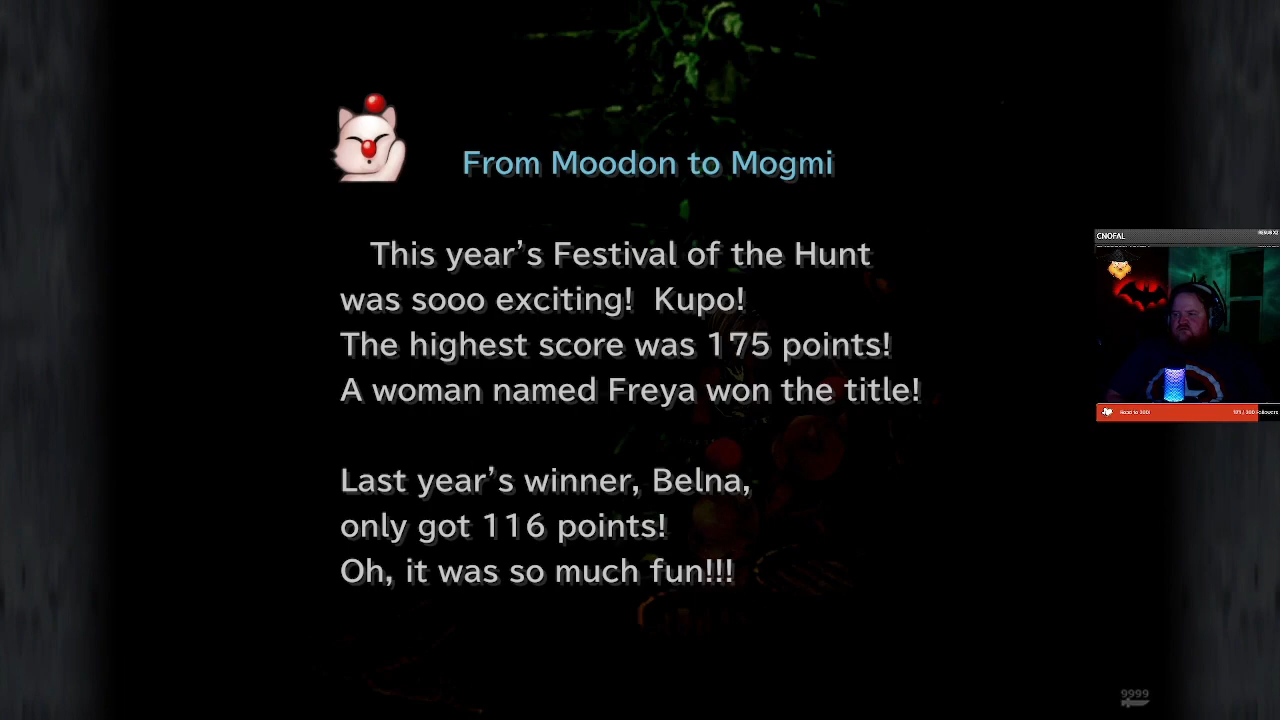 From Moodon to Mogmi
This year's Festival of the Hunt
was sooo exciting!  Kupo!
The highest score was 175 points!
A woman named Freya won the title!
Last year's winner, Belna,
only got 116 points!
Oh, it was so much fun!!!
CNOFAL
9999